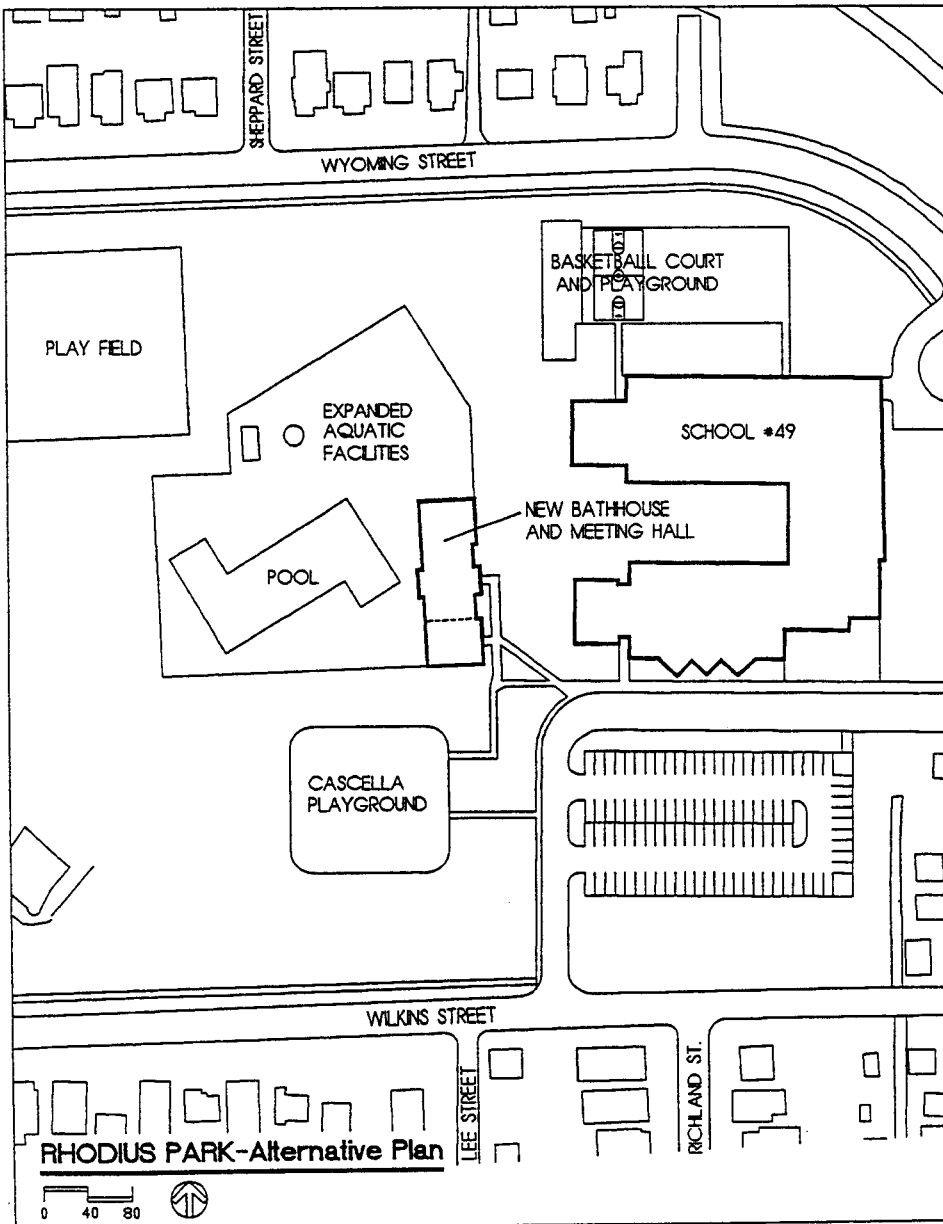 SHEPPARD STREET
WYOMING STREET
BASKETBALL COURT
AND PLAYGROUND
PLAY FIELD
EXPANDED
AQUATIC
FACILITIES
SCHOOL #49
NEW BATHHOUSE
AND MEETING HALL
POOL
CASCELLA
PLAYGROUND
WILKINS STREET
LEE STREET
RICHLAND ST.
RHODIUS PARK-Alternative Plan
0 40 80